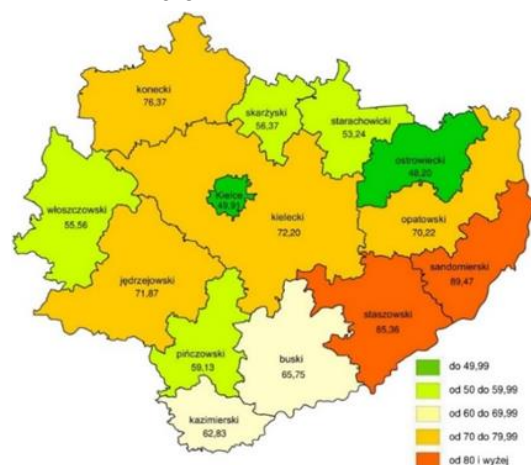 konecki
76,37
skarżyski
56,37
starachowicki
53,24
ostrowiecki
48,20
Kielce
49,91
włoszczowski
55,56
kielecki
72,20
opatowski
70,22
sandomierski
89,47
jędrzejowski
71,87
staszowski
85,36
pińczowski
59,13
buski
65,75
kazimierski
62,83
do 49,99
od 50 do 59,99
od 60 do 69,99
od 70 do 79,99
od 80 i wyżej